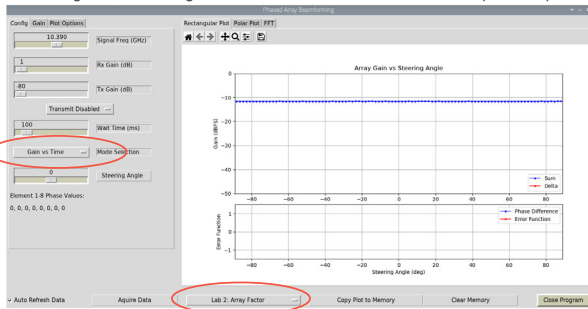 Phased Array Beamforming
Config Gain Plot Options
10.390
Signal Freq (GHz)
1
Rx Gain (dB)
-80
Tx Gain (dB)
Transmit Disabled
100
Wait Time (ms)
Gain vs Time
Mode Selection
0
Steering Angle
Element 1-8 Phase Values:
0, 0, 0, 0, 0, 0, 0, 0
Rectangular Plot Polar Plot FFT
Array Gain vs Steering Angle
Gain (dBFS)
0
−10
−20
−30
−40
−50
−80 −60 −40 −20 0 20 40 60 80
Sum
Delta
Error Function
1
0
−1
Phase Difference
Error Function
−80 −60 −40 −20 0 20 40 60 80
Steering Angle (deg)
Auto Refresh Data
Aquire Data
Lab 2: Array Factor
Copy Plot to Memory
Clear Memory
Close Program